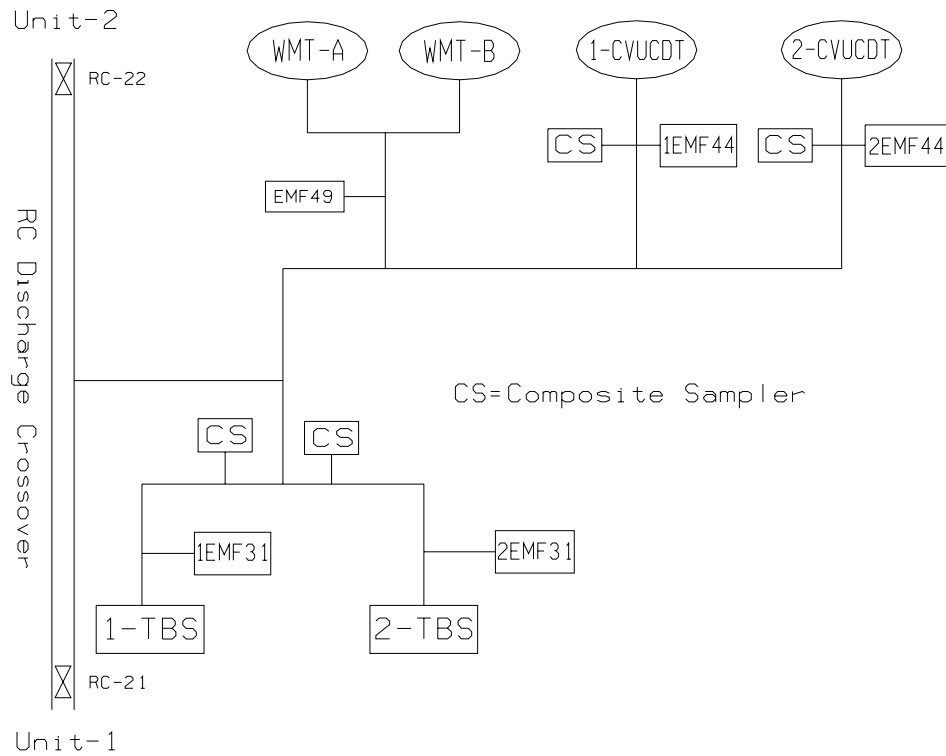 Unit-2
WMT-A
WMT-B
1-CVUCDT
2-CVUCDT
RC-22
CS
1EMF44
CS
2EMF44
EMF49
RC Discharge Crossover
CS=Composite Sampler
CS
CS
1EMF31
2EMF31
1-TBS
2-TBS
RC-21
Unit-1